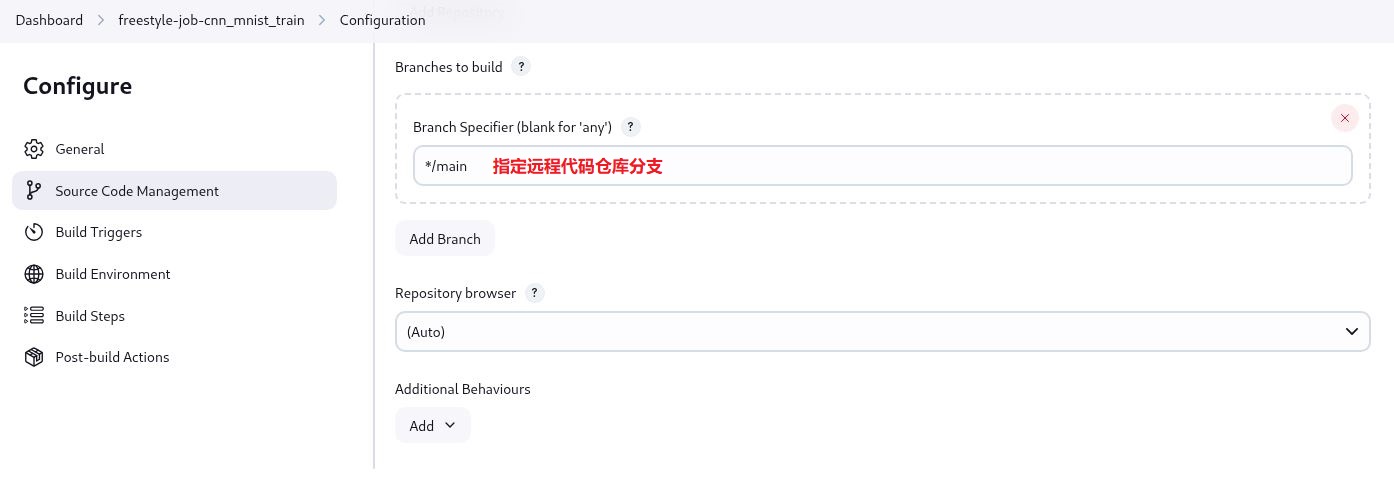 Dashboard > freestyle-job-cnn_mnist_train > Configuration
Add Repository
Configure
General
Source Code Management
Build Triggers
Build Environment
Build Steps
Post-build Actions
Branches to build ?
Branch Specifier (blank for 'any') ?
*/main 指定远程代码仓库分支
Add Branch
Repository browser ?
(Auto)
Additional Behaviours
Add